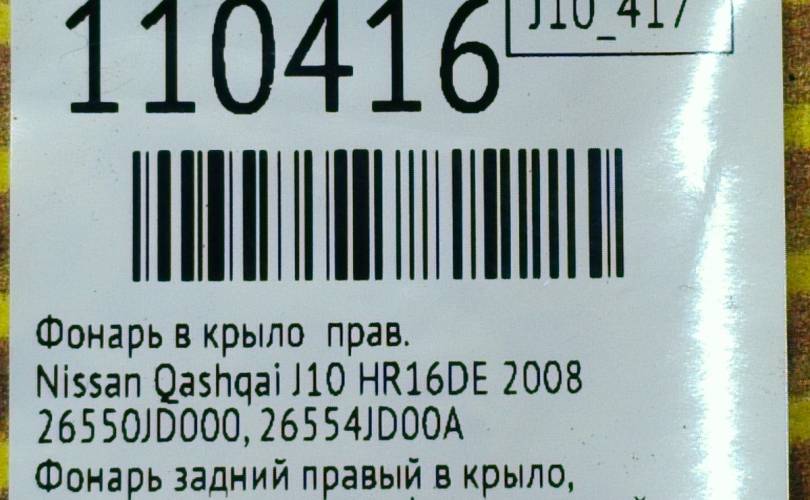 110416
J10_417
Фонарь в крыло прав.
Nissan Qashqai J10 HR16DE 2008
26550JD000, 26554JD00A
Фонарь задний правый в крыло,